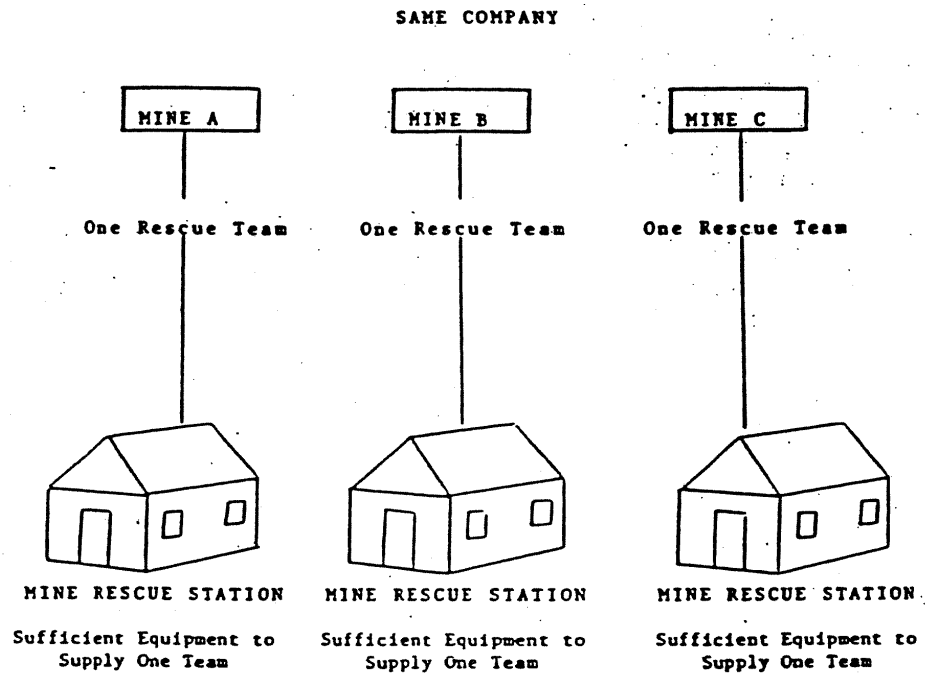 SAME COMPANY
MINE A
MINE B
MINE C
One Rescue Team
One Rescue Team
One Rescue Team
MINE RESCUE STATION
MINE RESCUE STATION
MINE RESCUE STATION
Sufficient Equipment to
Supply One Team
Sufficient Equipment to
Supply One Team
Sufficient Equipment to
Supply One Team